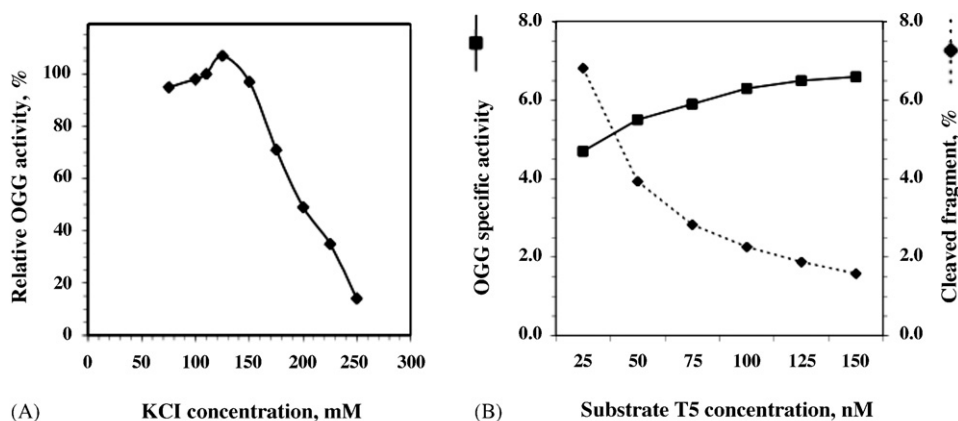 Relative OGG activity, %
100
80
60
40
20
0
0 50 100 150 200 250 300
(A) KCl concentration, mM
OGG specific activity
8.0
6.0
4.0
2.0
0.0
25 50 75 100 125 150
8.0
6.0
4.0
2.0
0.0
Cleaved fragment, %
(B) Substrate T5 concentration, nM